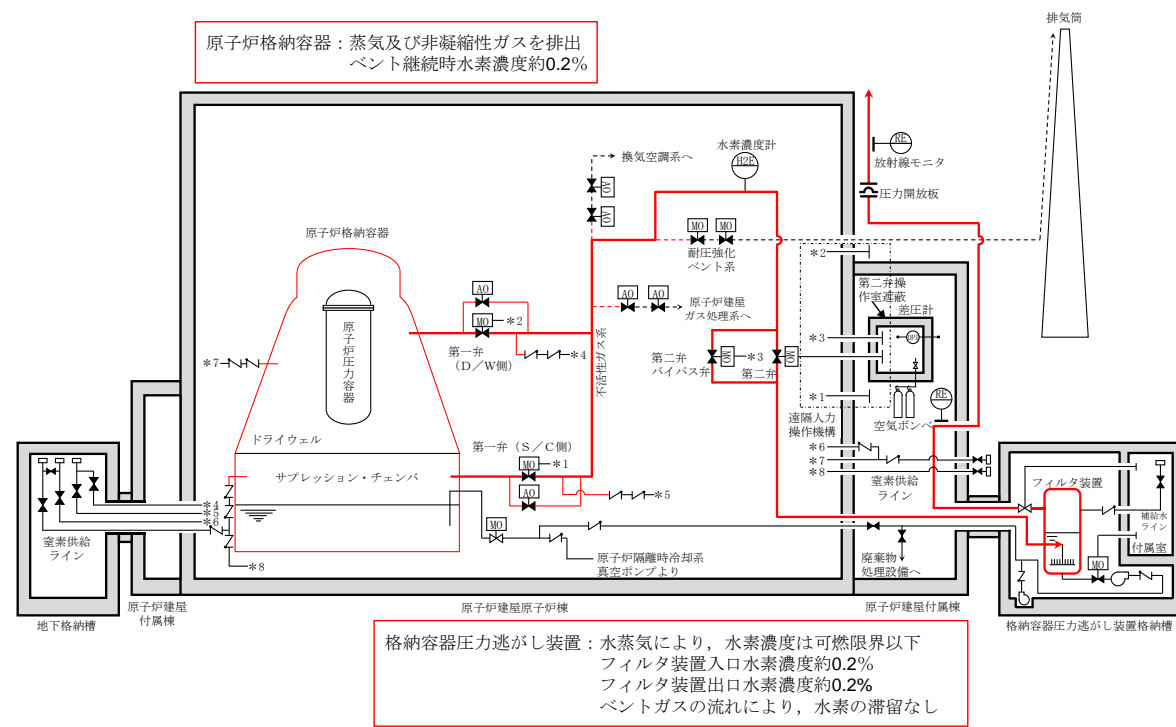 排気筒
原子炉格納容器：蒸気及び非凝縮性ガスを排出
ベント継続時水素濃度約0.2％
水素濃度計
H2E
換気空調系へ
AO
AO
RE
放射線モニタ
圧力開放板
原子炉格納容器
MO
MO
耐圧強化
ベント系
＊2
第二弁操
作室遮蔽
差圧計
DPI
AO
MO
＊2
第一弁
（D／W側）
＊4
AO
AO
原子炉建屋
ガス処理系へ
原子炉圧力容器
不活性ガス系
＊7
第二弁
バイパス弁
MO
＊3
第二弁
MO
＊3
＊1
RE
空気ボンベ
遠隔人力
操作機構
ドライウェル
サプレッション・チェンバ
第一弁（S／C側）
MO
＊1
AO
＊5
＊6
＊7
＊8
窒素供給
ライン
フィルタ装置
補給水
ライン
付属室
MO
＊4
＊5
＊6
窒素供給
ライン
＊8
MO
原子炉隔離時冷却系
真空ポンプより
廃棄物
処理設備へ
地下格納槽
原子炉建屋
付属棟
原子炉建屋原子炉棟
原子炉建屋付属棟
格納容器圧力逃がし装置格納槽
格納容器圧力逃がし装置：水蒸気により，水素濃度は可燃限界以下
フィルタ装置入口水素濃度約0.2％
フィルタ装置出口水素濃度約0.2%
ベントガスの流れにより，水素の滞留なし